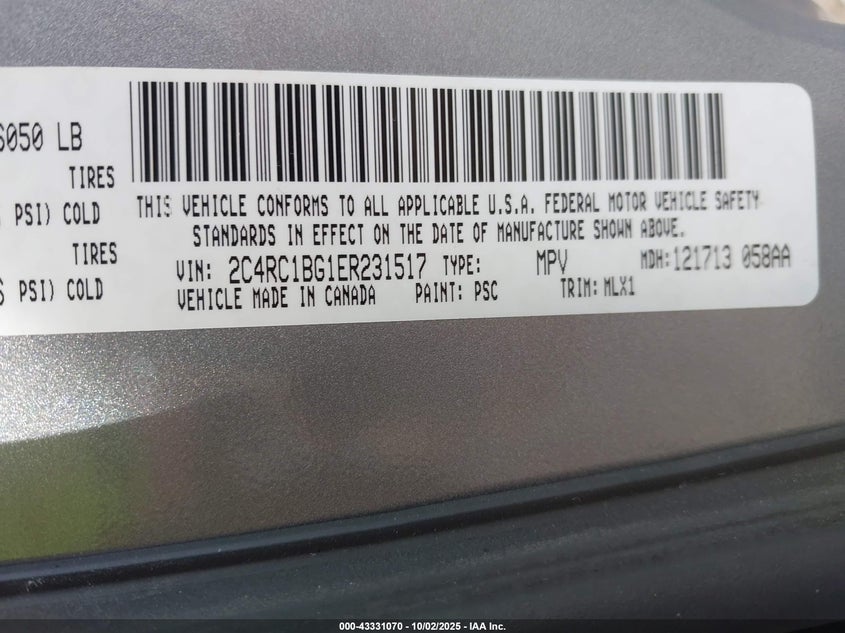 6050 LB
TIRES
PSI) COLD
TIRES
PSI) COLD
THIS VEHICLE CONFORMS TO ALL APPLICABLE U.S.A. FEDERAL MOTOR VEHICLE SAFETY
STANDARDS IN EFFECT ON THE DATE OF MANUFACTURE SHOWN ABOVE.
VIN: 2C4RC1BG1ER231517 TYPE: MPV MDH: 121713 058AA
VEHICLE MADE IN CANADA PAINT: PSC TRIM: MLX1
000-43331070 - 10/02/2025 - IAA Inc.